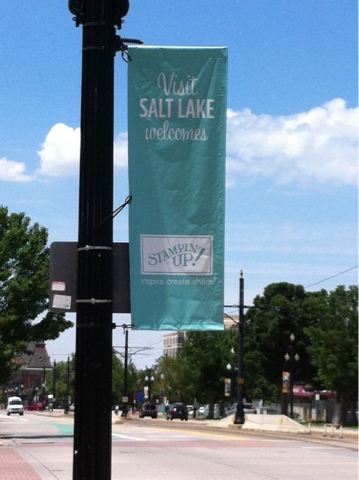 Visit
SALT LAKE
welcomes
STAMPIN'
UP!
inspire.create.share.